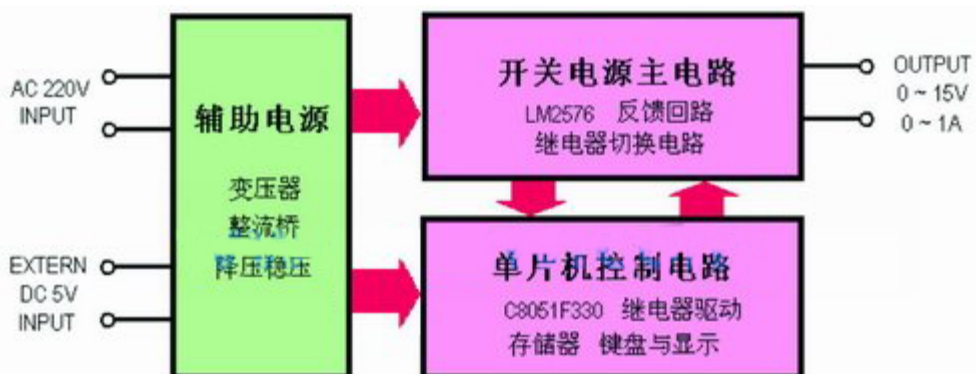 AC 220V
INPUT
EXTERN
DC 5V
INPUT
辅助电源
变压器
整流桥
降压稳压
开关电源主电路
LM2576 反馈回路
继电器切换电路
单片机控制电路
C8051F330 继电器驱动
存储器 键盘与显示
OUTPUT
0 ~ 15V
0 ~ 1A